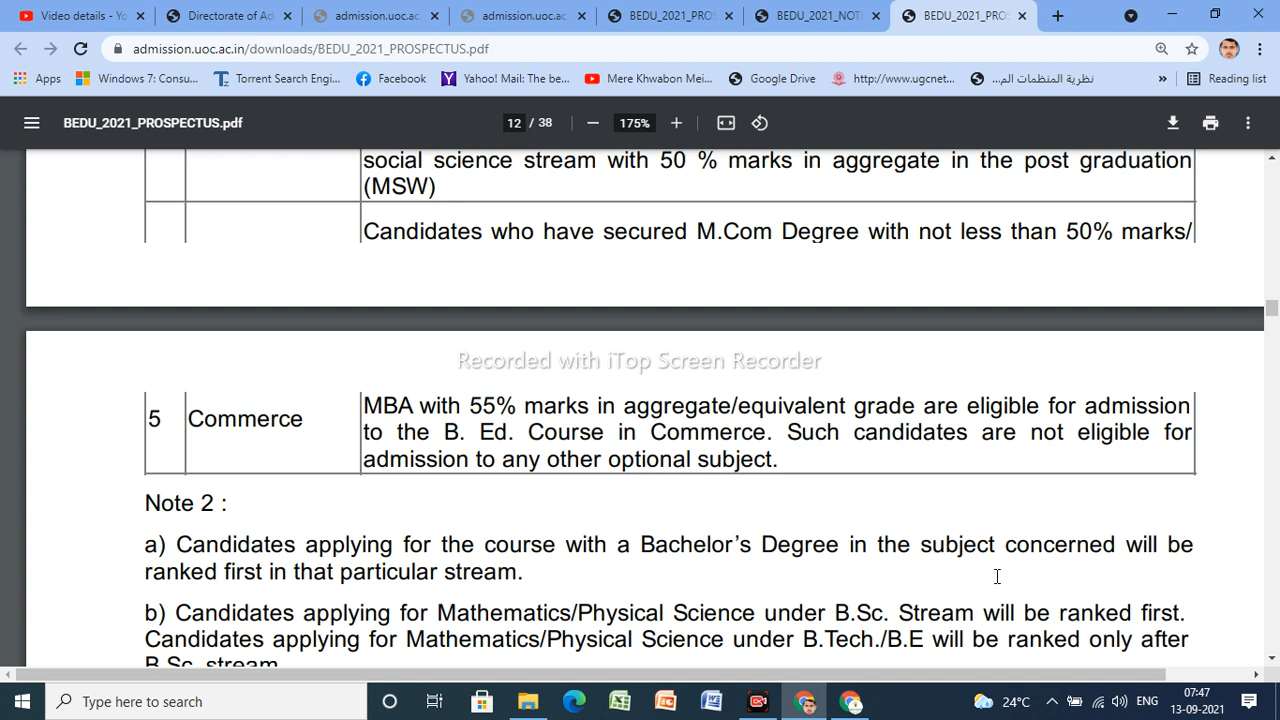 Video details - Yo
Directorate of Ad
admission.uoc.ac.
admission.uoc.ac.
BEDU_2021_PROS
BEDU_2021_NOTI
BEDU_2021_PROS
admission.uoc.ac.in/downloads/BEDU_2021_PROSPECTUS.pdf
Apps
Windows 7: Consu...
Torrent Search Engi...
Facebook
Yahoo! Mail: The be...
Mere Khwabon Mei...
Google Drive
http://www.ugcnet...
نظرية المنظمات الم...
»
Reading list
BEDU_2021_PROSPECTUS.pdf
12 / 38
175%
social science stream with 50 % marks in aggregate in the post graduation
(MSW)
Candidates who have secured M.Com Degree with not less than 50% marks/
Recorded with iTop Screen Recorder
5 Commerce
MBA with 55% marks in aggregate/equivalent grade are eligible for admission
to the B. Ed. Course in Commerce. Such candidates are not eligible for
admission to any other optional subject.
Note 2 :
a) Candidates applying for the course with a Bachelor’s Degree in the subject concerned will be
ranked first in that particular stream.
b) Candidates applying for Mathematics/Physical Science under B.Sc. Stream will be ranked first.
Candidates applying for Mathematics/Physical Science under B.Tech./B.E will be ranked only after
B.Sc. stream
Type here to search
24°C
ENG
07:47
13-09-2021